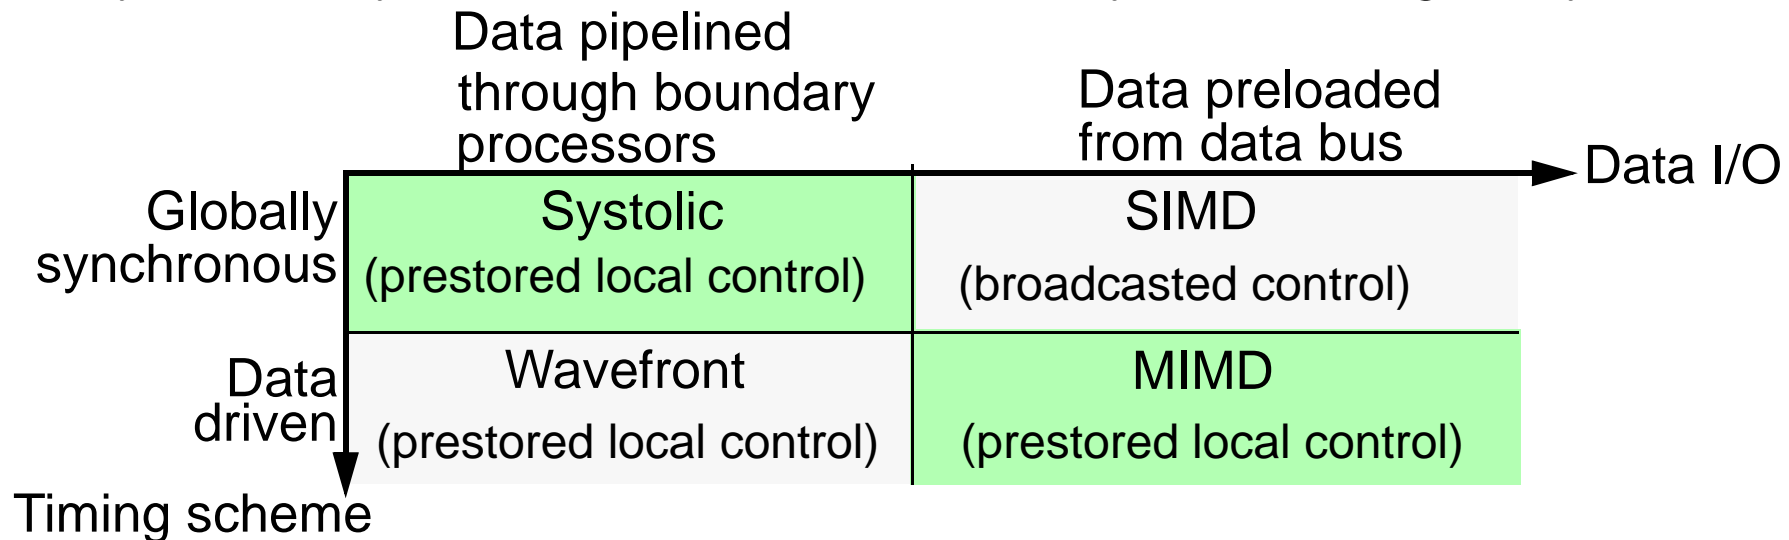 Data pipelined
through boundary
processors
Data preloaded
from data bus
Data I/O
Globally
synchronous
Systolic
(prestored local control)
SIMD
(broadcasted control)
Data
driven
Wavefront
(prestored local control)
MIMD
(prestored local control)
Timing scheme